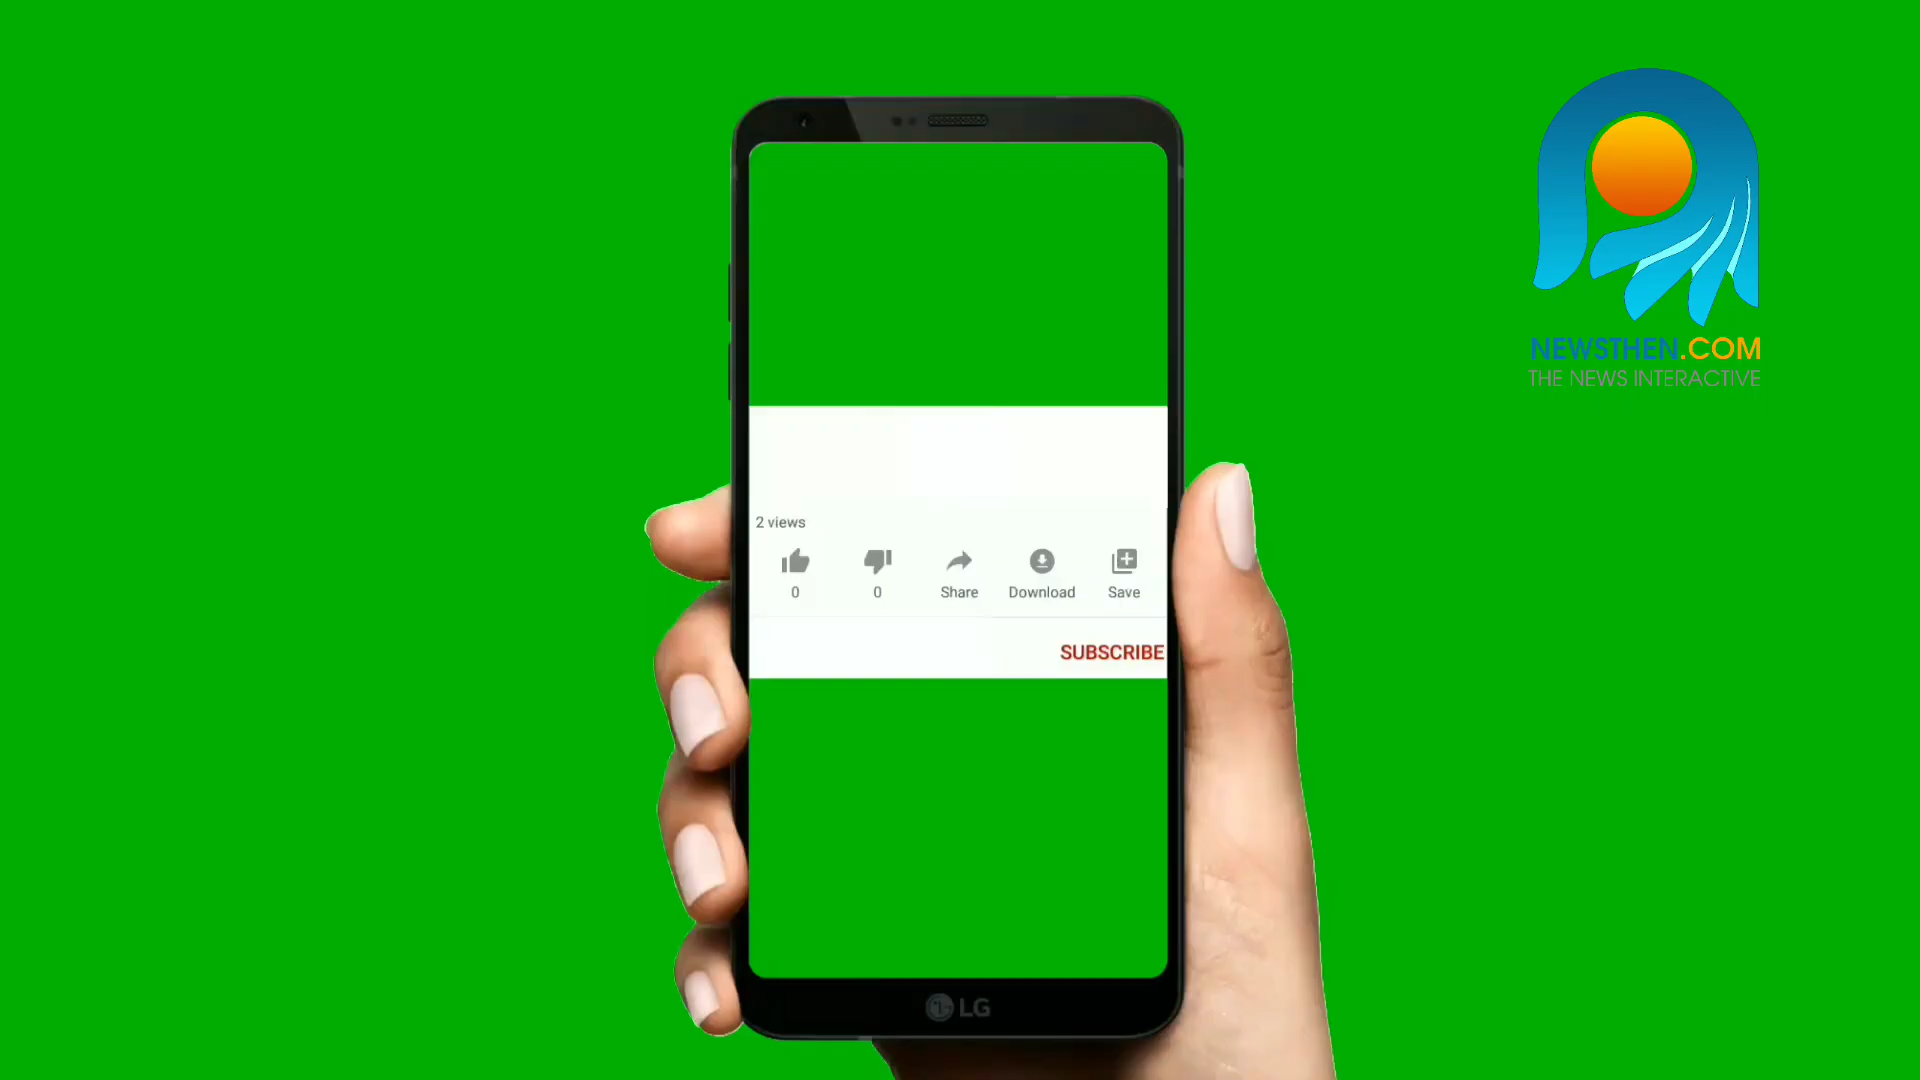 NEWSTHEN.COM
THE NEWS INTERACTIVE
2 views
0
0
Share
Download
Save
SUBSCRIBE
LG